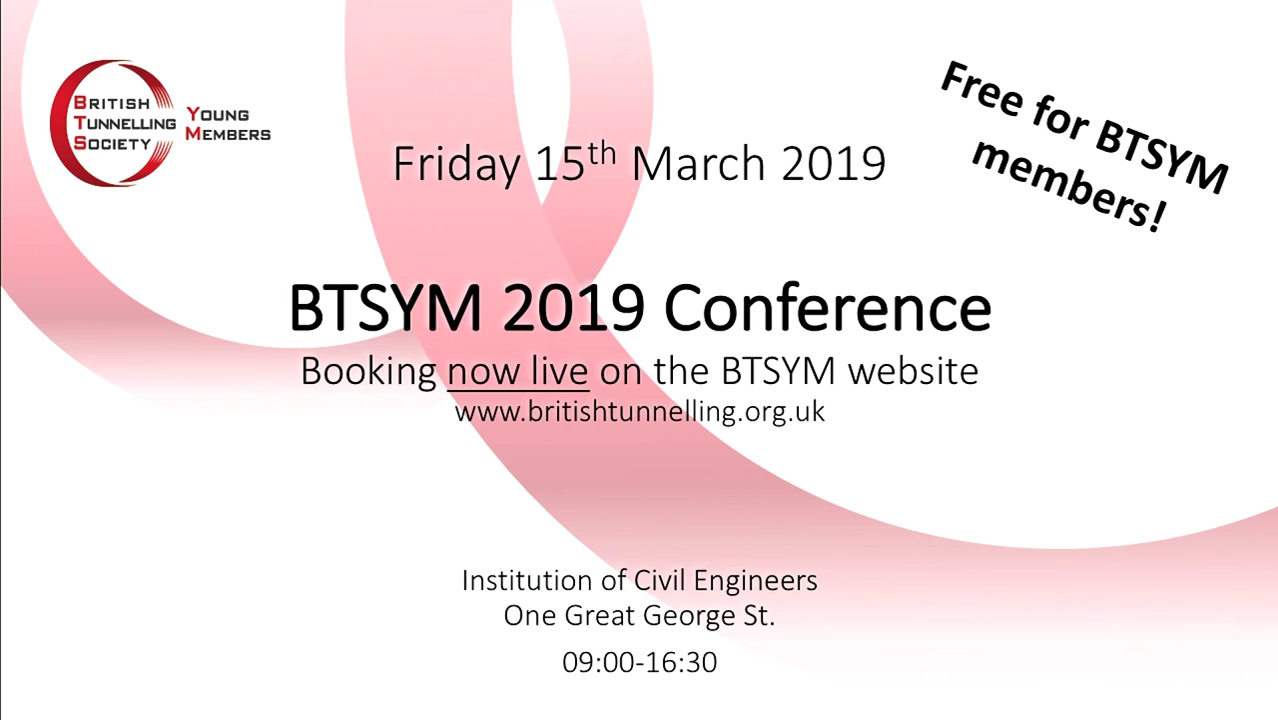 BRITISH
TUNNELLING
SOCIETY
YOUNG
MEMBERS
Friday 15th March 2019
Free for BTSYM
members!
BTSYM 2019 Conference
Booking now live on the BTSYM website
www.britishtunnelling.org.uk
Institution of Civil Engineers
One Great George St.
09:00-16:30